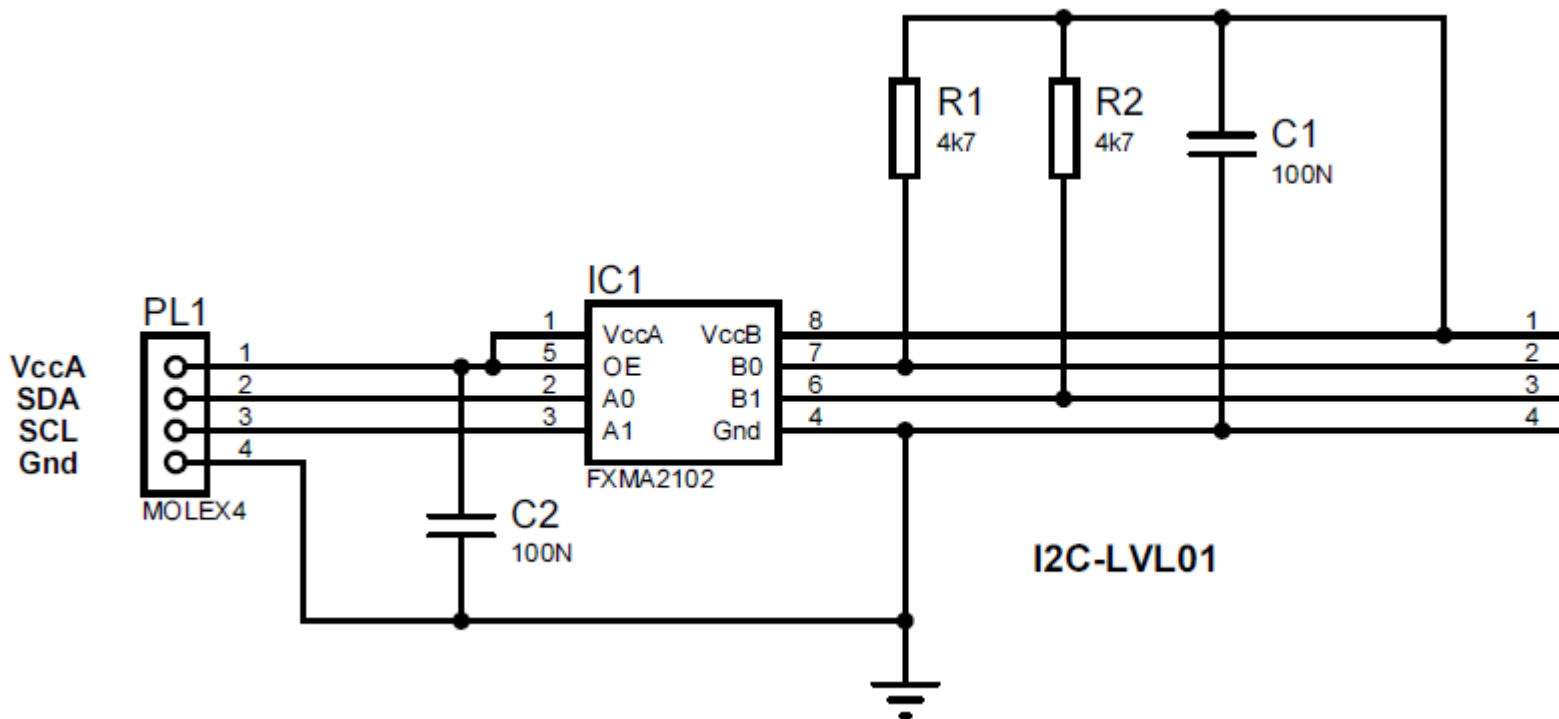 R1
4k7
R2
4k7
C1
100N
IC1
PL1
1 VccA VccB 8 1
VccA 1 5 OE B0 7 2
SDA 2 2 A0 B1 6 3
SCL 3 3 A1 Gnd 4 4
Gnd 4
FXMA2102
MOLEX4
C2
100N
I2C-LVL01